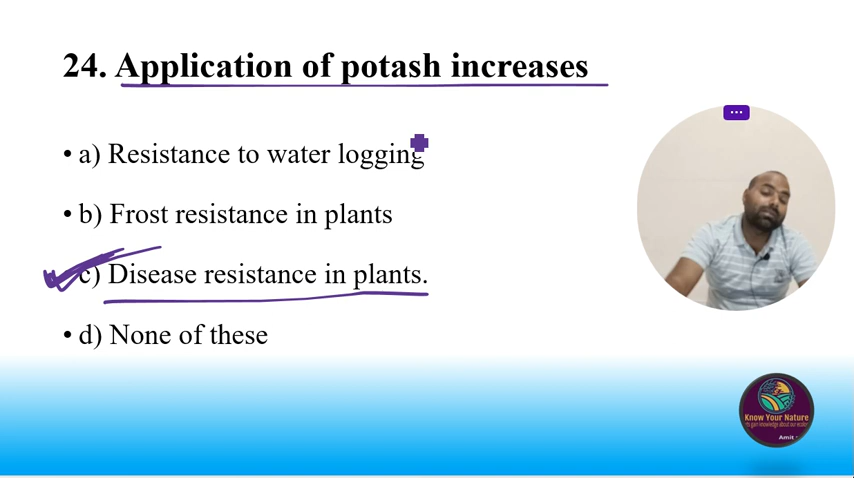 24. Application of potash increases
• a) Resistance to water logging
• b) Frost resistance in plants
• c) Disease resistance in plants.
• d) None of these
Know Your Nature
Amit